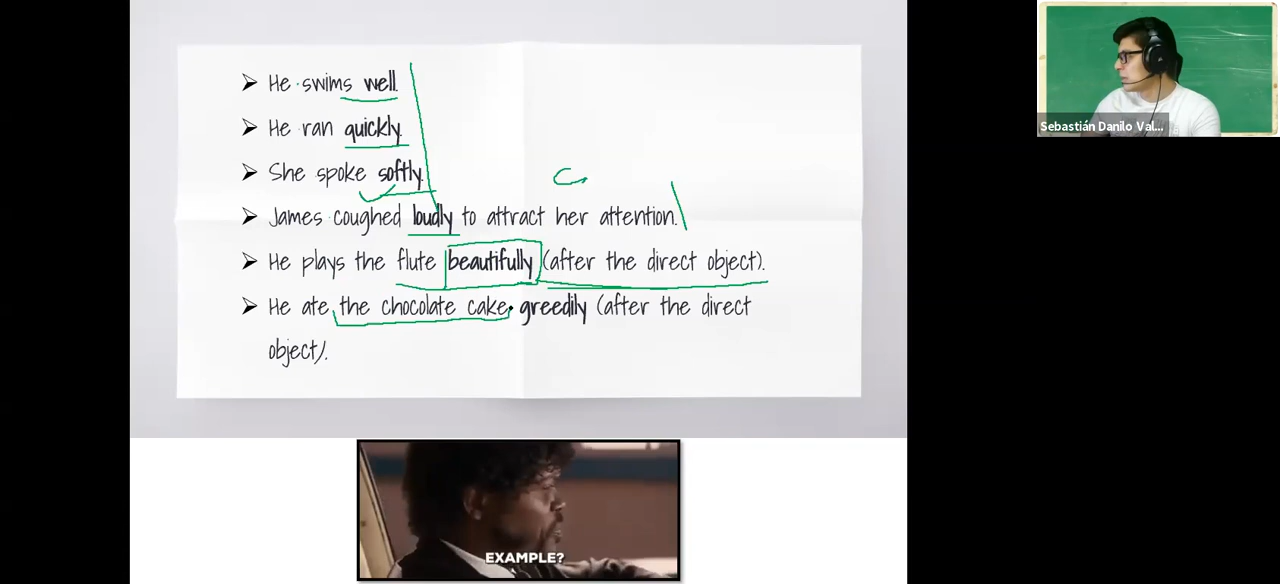 ➢ He swims well.
➢ He ran quickly.
➢ She spoke softly.
➢ James coughed loudly to attract her attention.
➢ He plays the flute beautifully (after the direct object).
➢ He ate the chocolate cake greedily (after the direct
object).
Sebastián Danilo Val...
EXAMPLE?